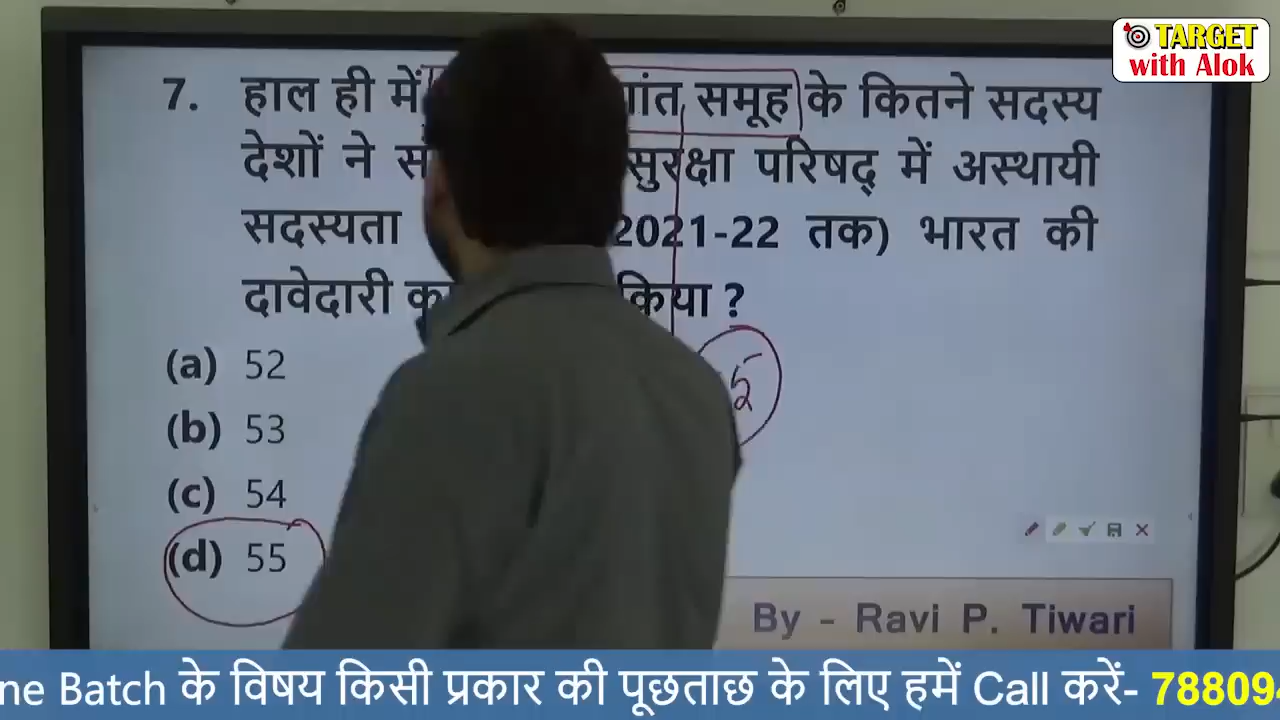 TARGET
with Alok
7. हाल ही में समूह के कितने सदस्य
देशों ने सुरक्षा परिषद् में अस्थायी
सदस्यता 2021-22 तक) भारत की
दावेदारी किया ?
(a) 52
(b) 53
(c) 54
(d) 55
By - Ravi P. Tiwari
ne Batch के विषय किसी प्रकार की पूछताछ के लिए हमें Call करें- 78809